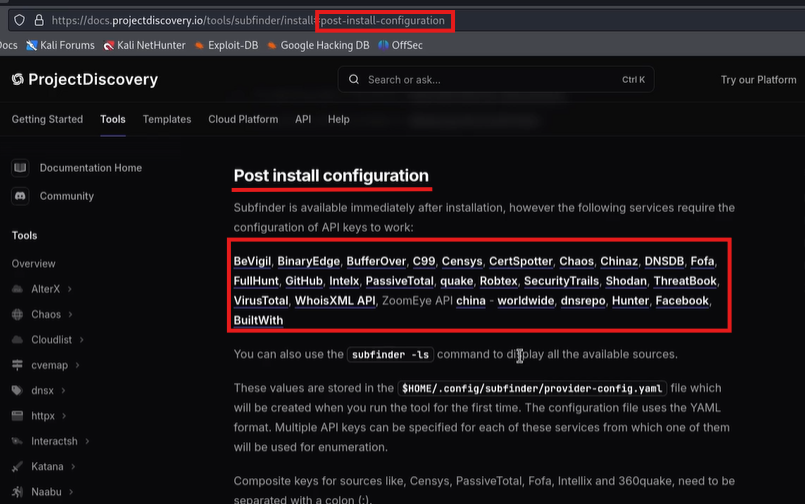 https://docs.projectdiscovery.io/tools/subfinder/install#post-install-configuration
Docs Kali Forums Kali NetHunter Exploit-DB Google Hacking DB OffSec
ProjectDiscovery
Search or ask... Ctrl K
Try our Platform
Getting Started Tools Templates Cloud Platform API Help
Documentation Home
Community
Tools
Overview
AlterX
Chaos
Cloudlist
cvemap
dnsx
httpx
Interactsh
Katana
Naabu
Post install configuration
Subfinder is available immediately after installation, however the following services require the
configuration of API keys to work:
BeVigil, BinaryEdge, BufferOver, C99, Censys, CertSpotter, Chaos, Chinaz, DNSDB, Fofa,
FullHunt, GitHub, Intelx, PassiveTotal, quake, Robtex, SecurityTrails, Shodan, ThreatBook,
VirusTotal, WhoisXML API, ZoomEye API china - worldwide, dnsrepo, Hunter, Facebook,
BuiltWith
You can also use the subfinder -ls command to display all the available sources.
These values are stored in the $HOME/.config/subfinder/provider-config.yaml file which
will be created when you run the tool for the first time. The configuration file uses the YAML
format. Multiple API keys can be specified for each of these services from which one of them
will be used for enumeration.
Composite keys for sources like, Censys, PassiveTotal, Fofa, Intellix and 360quake, need to be
separated with a colon (:).